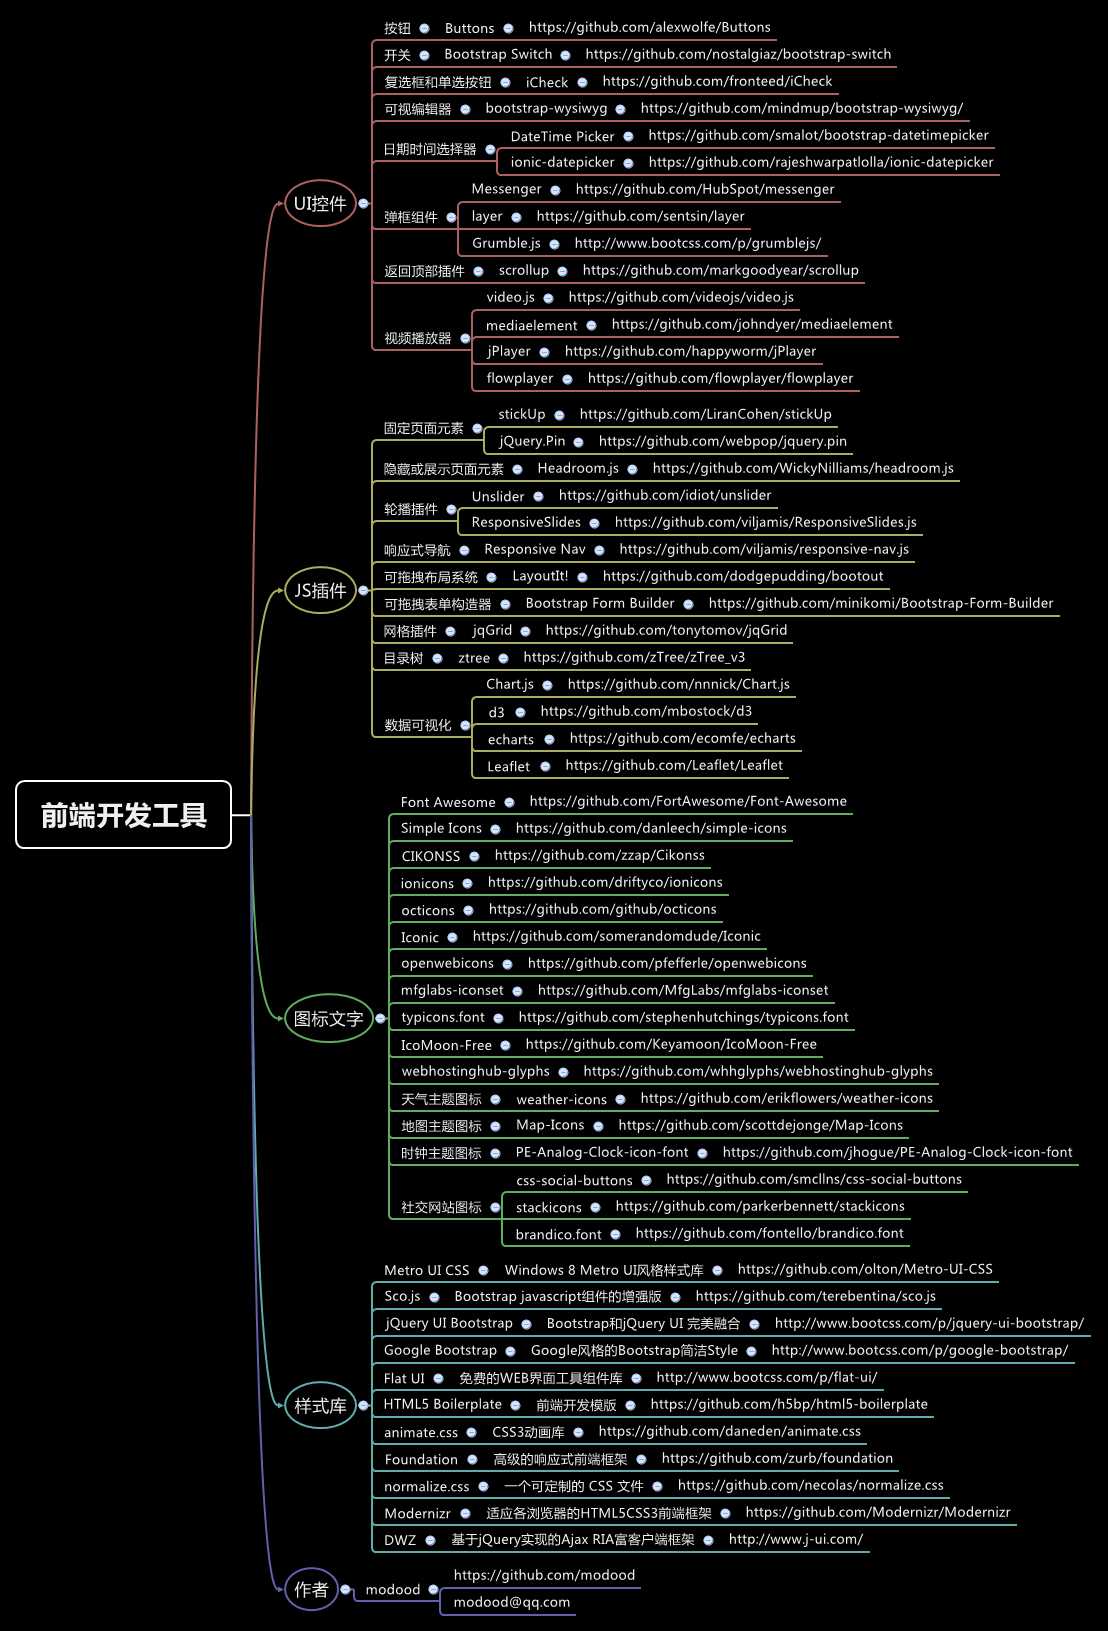 前端开发工具
UI控件
按钮 Buttons https://github.com/alexwolfe/Buttons
开关 Bootstrap Switch https://github.com/nostalgiaz/bootstrap-switch
复选框和单选按钮 iCheck https://github.com/fronteed/iCheck
可视编辑器 bootstrap-wysiwyg https://github.com/mindmup/bootstrap-wysiwyg/
日期时间选择器
DateTime Picker https://github.com/smalot/bootstrap-datetimepicker
ionic-datepicker https://github.com/rajeshwarpatlolla/ionic-datepicker
弹框组件
Messenger https://github.com/HubSpot/messenger
layer https://github.com/sentsin/layer
Grumble.js http://www.bootcss.com/p/grumblejs/
返回顶部插件 scrollup https://github.com/markgoodyear/scrollup
视频播放器
video.js https://github.com/videojs/video.js
mediaelement https://github.com/johndyer/mediaelement
jPlayer https://github.com/happyworm/jPlayer
flowplayer https://github.com/flowplayer/flowplayer
JS插件
固定页面元素
stickUp https://github.com/LiranCohen/stickUp
jQuery.Pin https://github.com/webpop/jquery.pin
隐藏或展示页面元素 Headroom.js https://github.com/WickyNilliams/headroom.js
轮播插件
Unslider https://github.com/idiot/unslider
ResponsiveSlides https://github.com/viljamis/ResponsiveSlides.js
响应式导航 Responsive Nav https://github.com/viljamis/responsive-nav.js
可拖拽布局系统 LayoutIt! https://github.com/dodgepudding/bootout
可拖拽表单构造器 Bootstrap Form Builder https://github.com/minikomi/Bootstrap-Form-Builder
网格插件 jqGrid https://github.com/tonytomov/jqGrid
目录树 ztree https://github.com/zTree/zTree_v3
数据可视化
Chart.js https://github.com/nnnick/Chart.js
d3 https://github.com/mbostock/d3
echarts https://github.com/ecomfe/echarts
Leaflet https://github.com/Leaflet/Leaflet
图标文字
Font Awesome https://github.com/FortAwesome/Font-Awesome
Simple Icons https://github.com/danleech/simple-icons
CIKONSS https://github.com/zzap/Cikonss
ionicons https://github.com/driftyco/ionicons
octicons https://github.com/github/octicons
Iconic https://github.com/somerandomdude/Iconic
openwebicons https://github.com/pfefferle/openwebicons
mfglabs-iconset https://github.com/MfgLabs/mfglabs-iconset
typicons.font https://github.com/stephenhutchings/typicons.font
IcoMoon-Free https://github.com/Keyamoon/IcoMoon-Free
webhostinghub-glyphs https://github.com/whhglyphs/webhostinghub-glyphs
天气主题图标 weather-icons https://github.com/erikflowers/weather-icons
地图主题图标 Map-Icons https://github.com/scottdejonge/Map-Icons
时钟主题图标 PE-Analog-Clock-icon-font https://github.com/jhogue/PE-Analog-Clock-icon-font
社交网站图标
css-social-buttons https://github.com/smcllns/css-social-buttons
stackicons https://github.com/parkerbennett/stackicons
brandico.font https://github.com/fontello/brandico.font
样式库
Metro UI CSS Windows 8 Metro UI风格样式库 https://github.com/olton/Metro-UI-CSS
Sco.js Bootstrap javascript组件的增强版 https://github.com/terebentina/sco.js
jQuery UI Bootstrap Bootstrap和jQuery UI 完美融合 http://www.bootcss.com/p/jquery-ui-bootstrap/
Google Bootstrap Google风格的Bootstrap简洁Style http://www.bootcss.com/p/google-bootstrap/
Flat UI 免费的WEB界面工具组件库 http://www.bootcss.com/p/flat-ui/
HTML5 Boilerplate 前端开发模版 https://github.com/h5bp/html5-boilerplate
animate.css CSS3动画库 https://github.com/daneden/animate.css
Foundation 高级的响应式前端框架 https://github.com/zurb/foundation
normalize.css 一个可定制的 CSS 文件 https://github.com/necolas/normalize.css
Modernizr 适应各浏览器的HTML5CSS3前端框架 https://github.com/Modernizr/Modernizr
DWZ 基于jQuery实现的Ajax RIA富客户端框架 http://www.j-ui.com/
作者
modood
https://github.com/modood
modood@qq.com